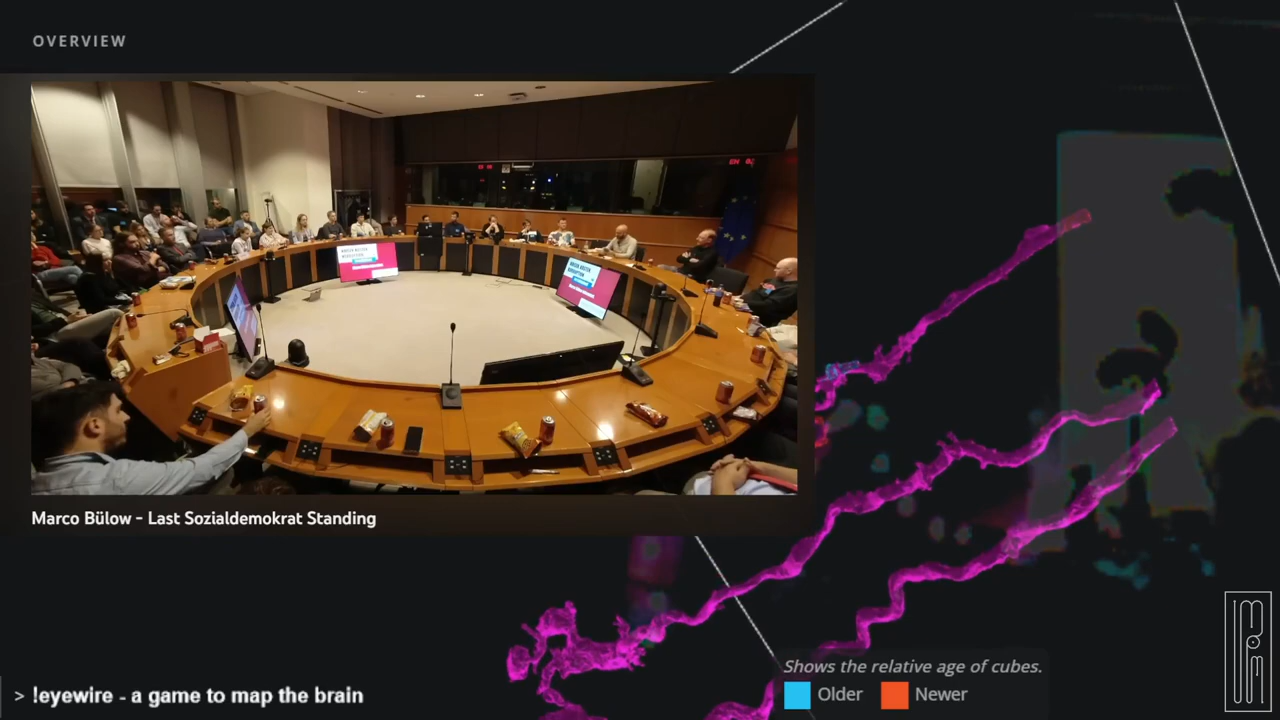 OVERVIEW
Marco Bülow - Last Sozialdemokrat Standing
Shows the relative age of cubes.
Older
Newer
> !eyewire - a game to map the brain